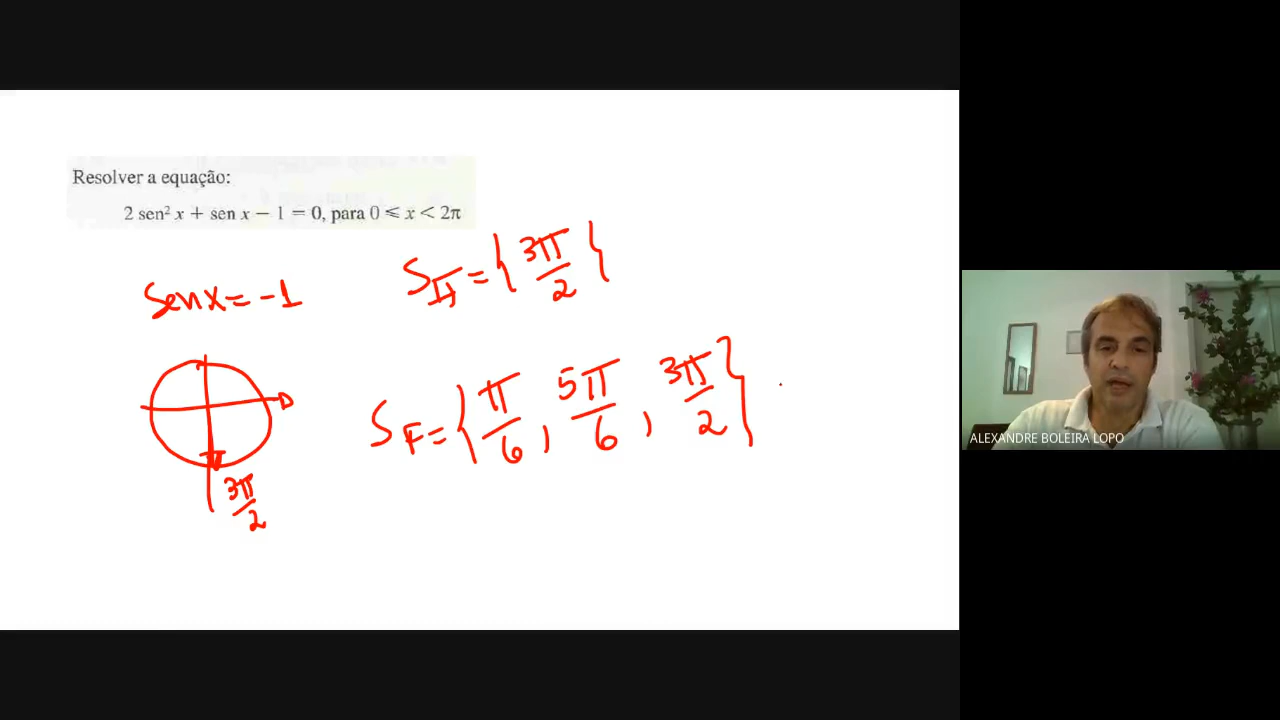 Resolver a equação:
2 sen² x + sen x − 1 = 0, para 0 ⩽ x < 2π
Sen x = -1
S_II = { 3π/2 }
S_F = { π/6 , 5π/6 , 3π/2 }
3π/2
ALEXANDRE BOLEIRA LOPO